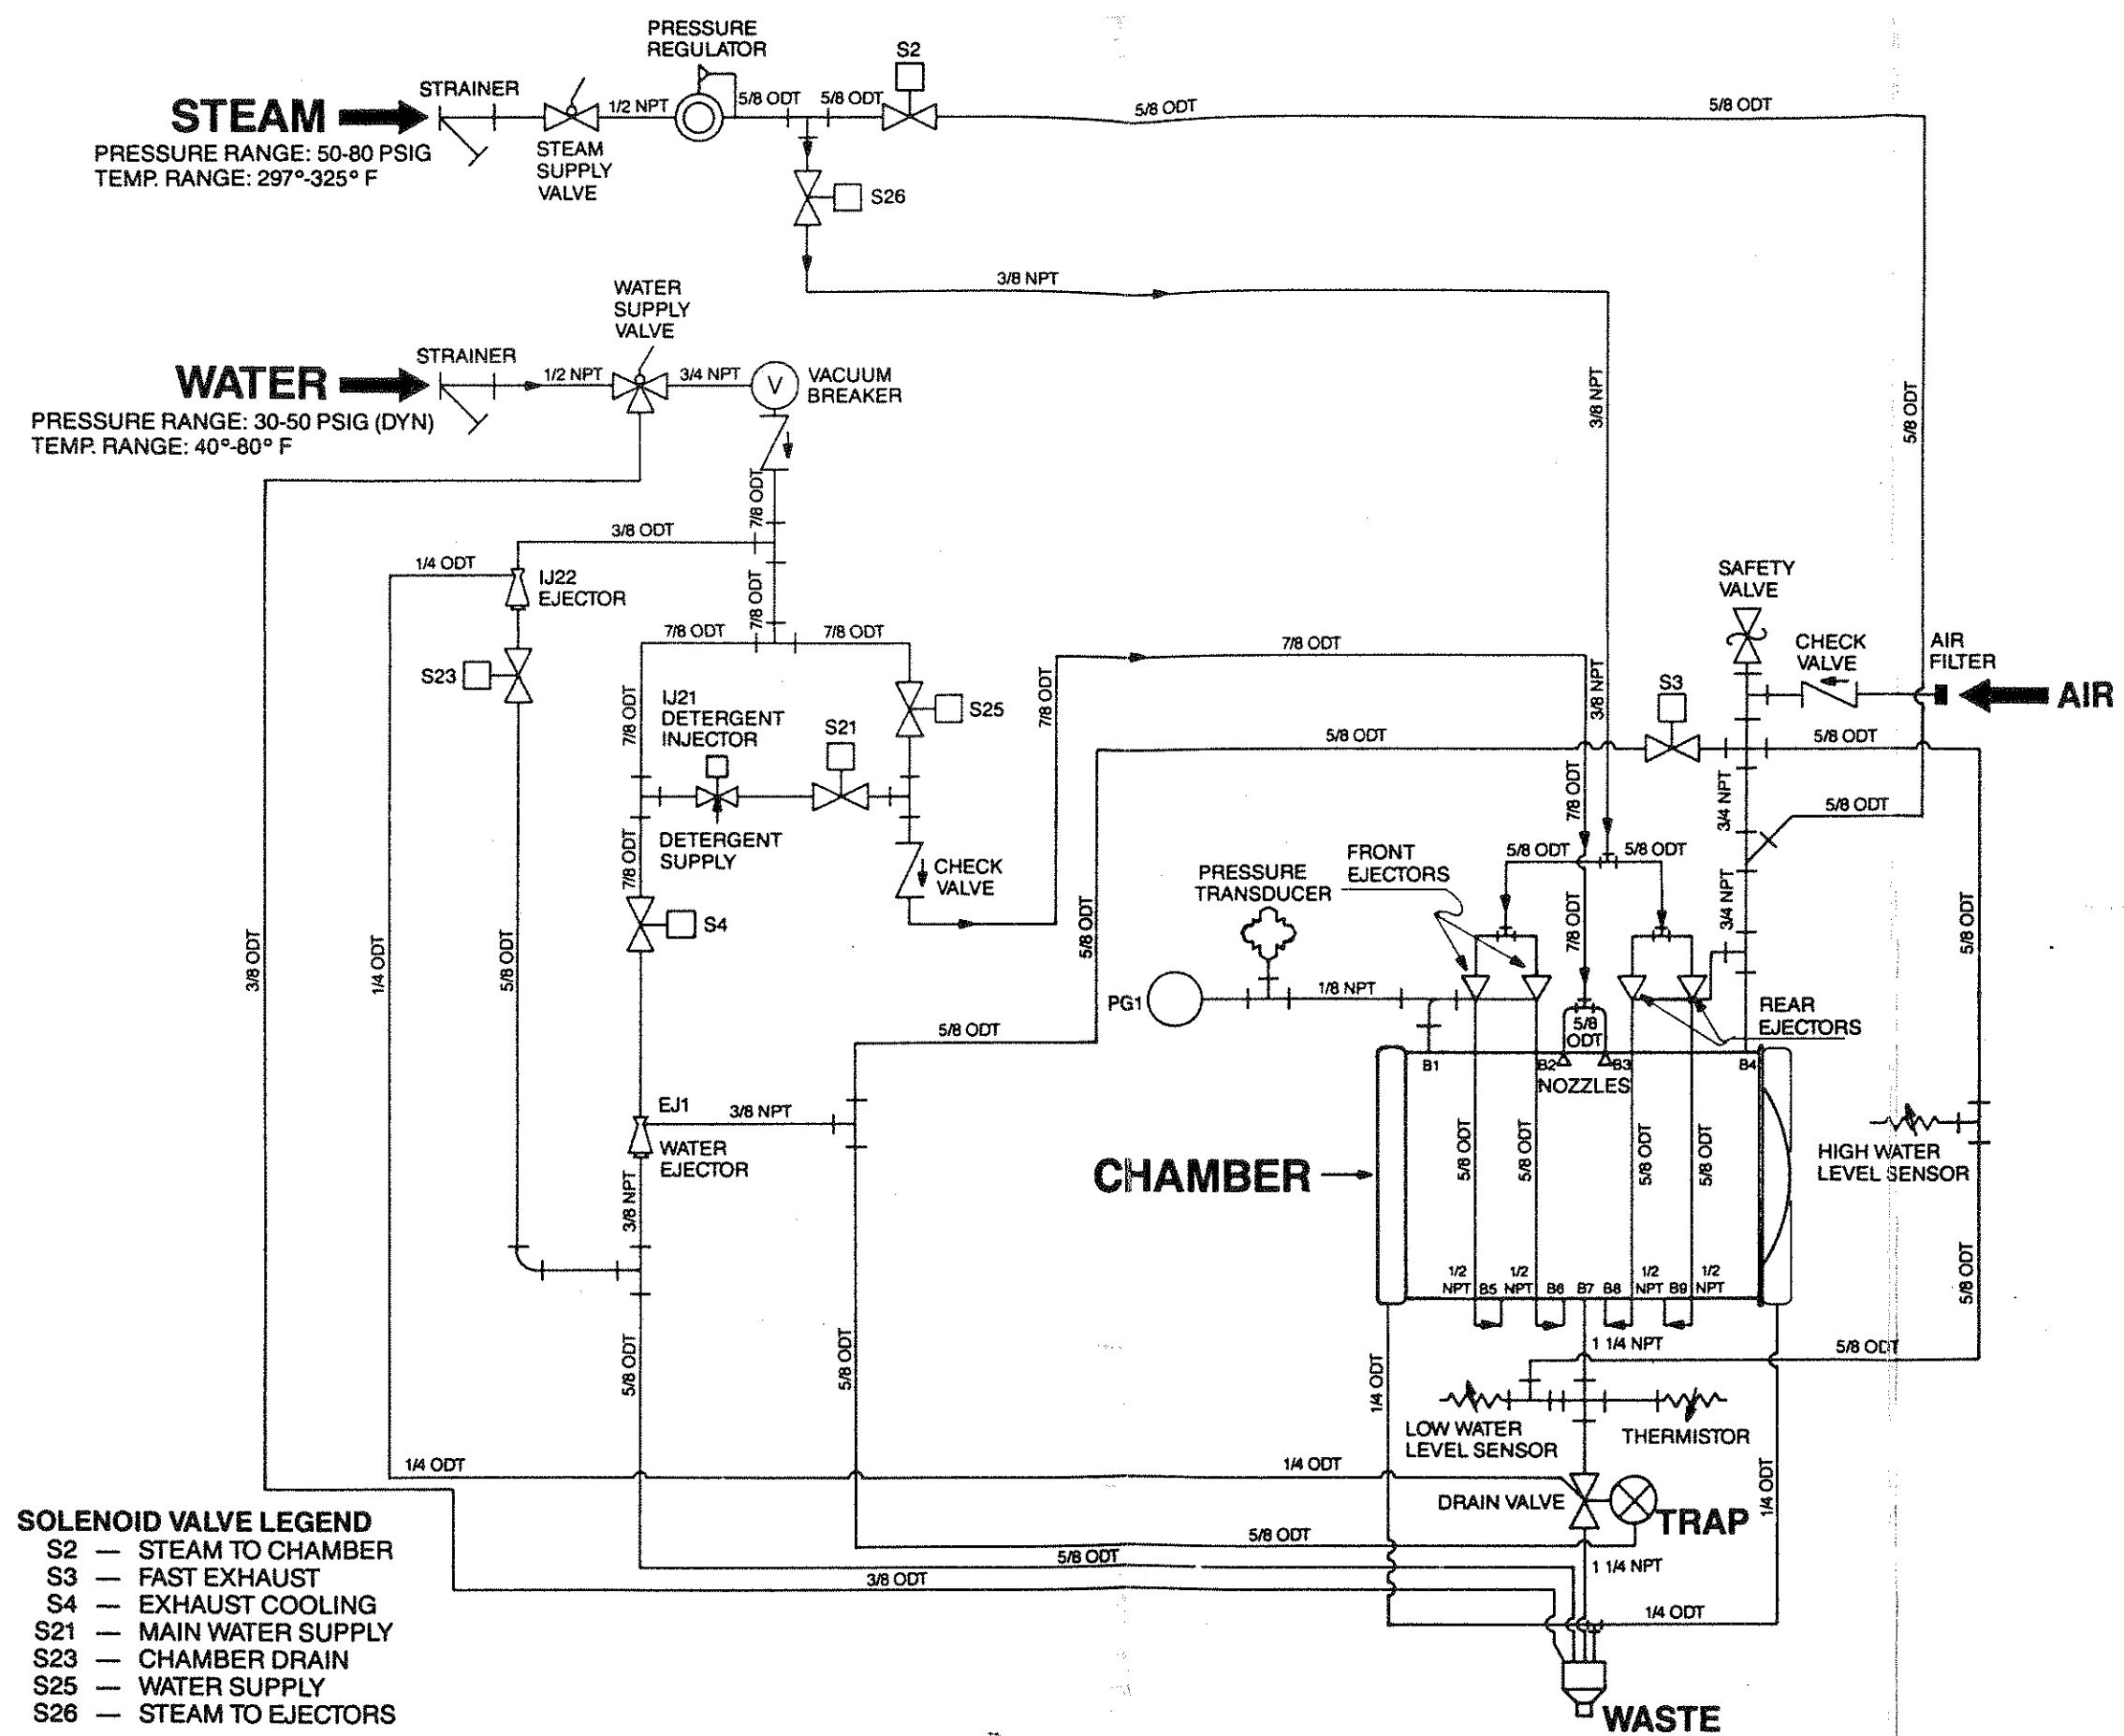 PRESSURE
REGULATOR
S2
STRAINER
STEAM
1/2 NPT
5/8 ODT
5/8 ODT
5/8 ODT
5/8 ODT
PRESSURE RANGE: 50-80 PSIG
TEMP. RANGE: 297°-325° F
STEAM
SUPPLY
VALVE
S26
3/8 NPT
WATER
SUPPLY
VALVE
STRAINER
WATER
1/2 NPT
3/4 NPT
V
VACUUM
BREAKER
PRESSURE RANGE: 30-50 PSIG (DYN)
TEMP. RANGE: 40°-80° F
3/8 NPT
5/8 ODT
7/8 ODT
3/8 ODT
1/4 ODT
IJ22
EJECTOR
7/8 ODT
7/8 ODT
7/8 ODT
7/8 ODT
SAFETY
VALVE
CHECK
VALVE
AIR
FILTER
AIR
S23
IJ21
DETERGENT
INJECTOR
7/8 ODT
S21
S25
7/8 ODT
3/8 NPT
S3
5/8 ODT
5/8 ODT
7/8 ODT
3/4 NPT
5/8 ODT
DETERGENT
SUPPLY
7/8 ODT
CHECK
VALVE
S4
PRESSURE
TRANSDUCER
FRONT
EJECTORS
5/8 ODT
5/8 ODT
7/8 ODT
3/4 NPT
3/8 ODT
1/4 ODT
5/8 ODT
5/8 ODT
5/8 ODT
PG1
1/8 NPT
5/8
ODT
REAR
EJECTORS
5/8 ODT
B1
B2
B3
B4
NOZZLES
EJ1
3/8 NPT
WATER
EJECTOR
3/8 NPT
CHAMBER
5/8 ODT
5/8 ODT
5/8 ODT
5/8 ODT
HIGH WATER
LEVEL SENSOR
1/2
NPT
B5
1/2
NPT
B6
B7
B8
1/2
NPT
B9
1/2
NPT
5/8 ODT
1 1/4 NPT
5/8 ODT
5/8 ODT
5/8 ODT
1/4 ODT
LOW WATER
LEVEL SENSOR
THERMISTOR
1/4 ODT
1/4 ODT
1/4 ODT
DRAIN VALVE
TRAP
5/8 ODT
5/8 ODT
1 1/4 NPT
3/8 ODT
1/4 ODT
WASTE
SOLENOID VALVE LEGEND
S2 — STEAM TO CHAMBER
S3 — FAST EXHAUST
S4 — EXHAUST COOLING
S21 — MAIN WATER SUPPLY
S23 — CHAMBER DRAIN
S25 — WATER SUPPLY
S26 — STEAM TO EJECTORS